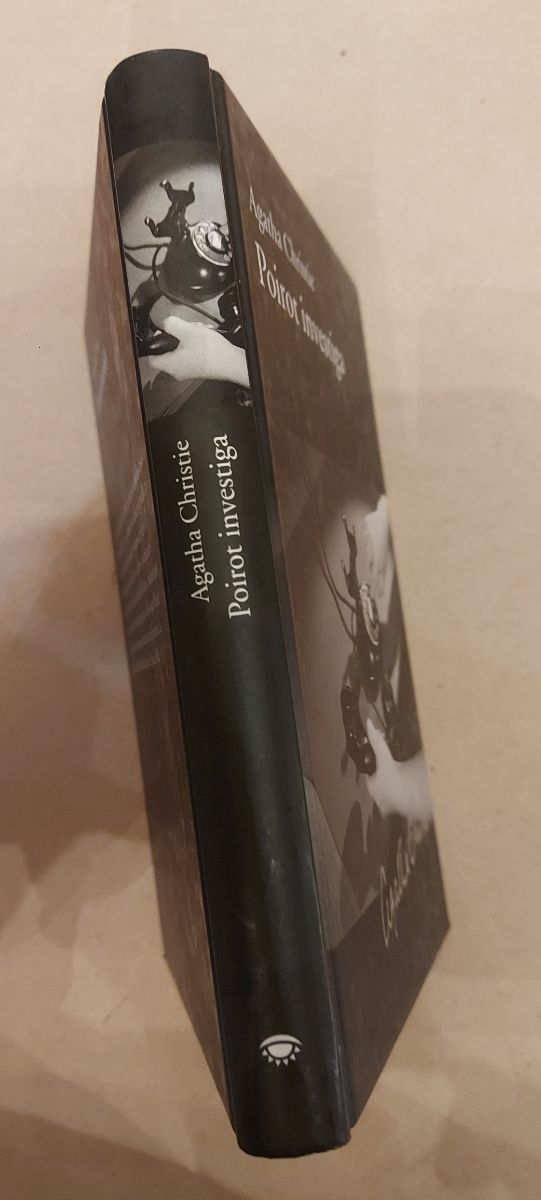 Agatha Christie
Poirot investiga
Agatha Christie
Poirot investiga